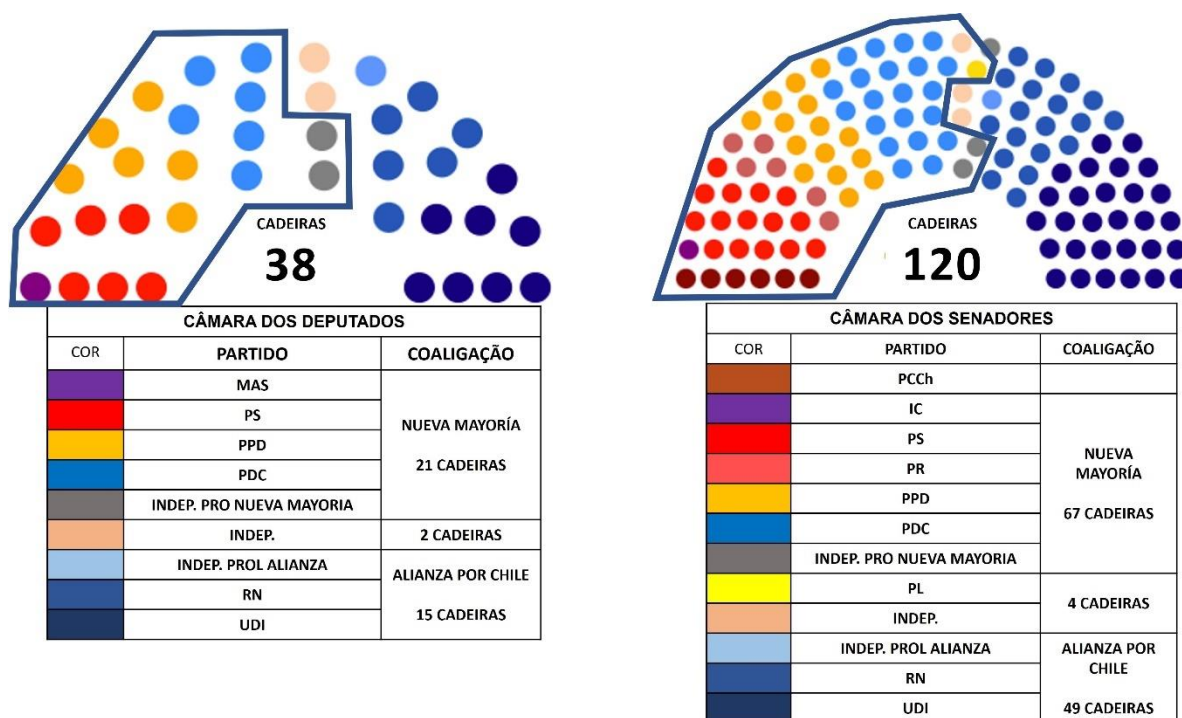 CADEIRAS
38
CÂMARA DOS DEPUTADOS
COR PARTIDO COALIGAÇÃO
MAS
PS
PPD
PDC
INDEP. PRO NUEVA MAYORIA
NUEVA MAYORÍA
21 CADEIRAS
INDEP. 2 CADEIRAS
INDEP. PROL ALIANZA
RN
UDI
ALIANZA POR CHILE
15 CADEIRAS
CADEIRAS
120
CÂMARA DOS SENADORES
COR PARTIDO COALIGAÇÃO
PCCh
IC
PS
PR
PPD
PDC
INDEP. PRO NUEVA MAYORIA
NUEVA
MAYORÍA
67 CADEIRAS
PL
INDEP.
4 CADEIRAS
INDEP. PROL ALIANZA
RN
UDI
ALIANZA POR
CHILE
49 CADEIRAS